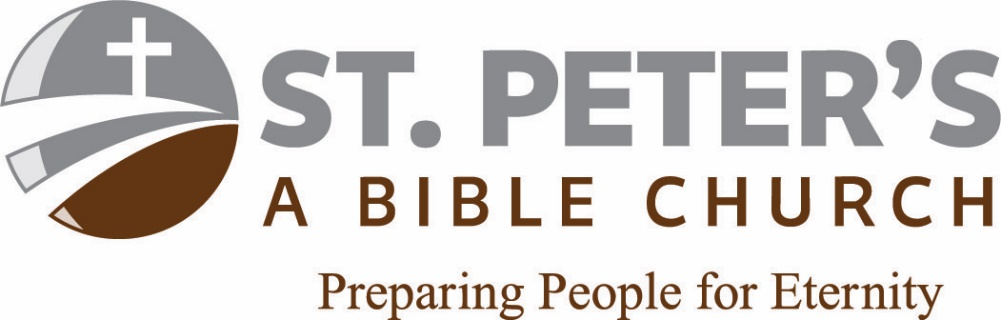 ST. PETER’S
A BIBLE CHURCH
Preparing People for Eternity